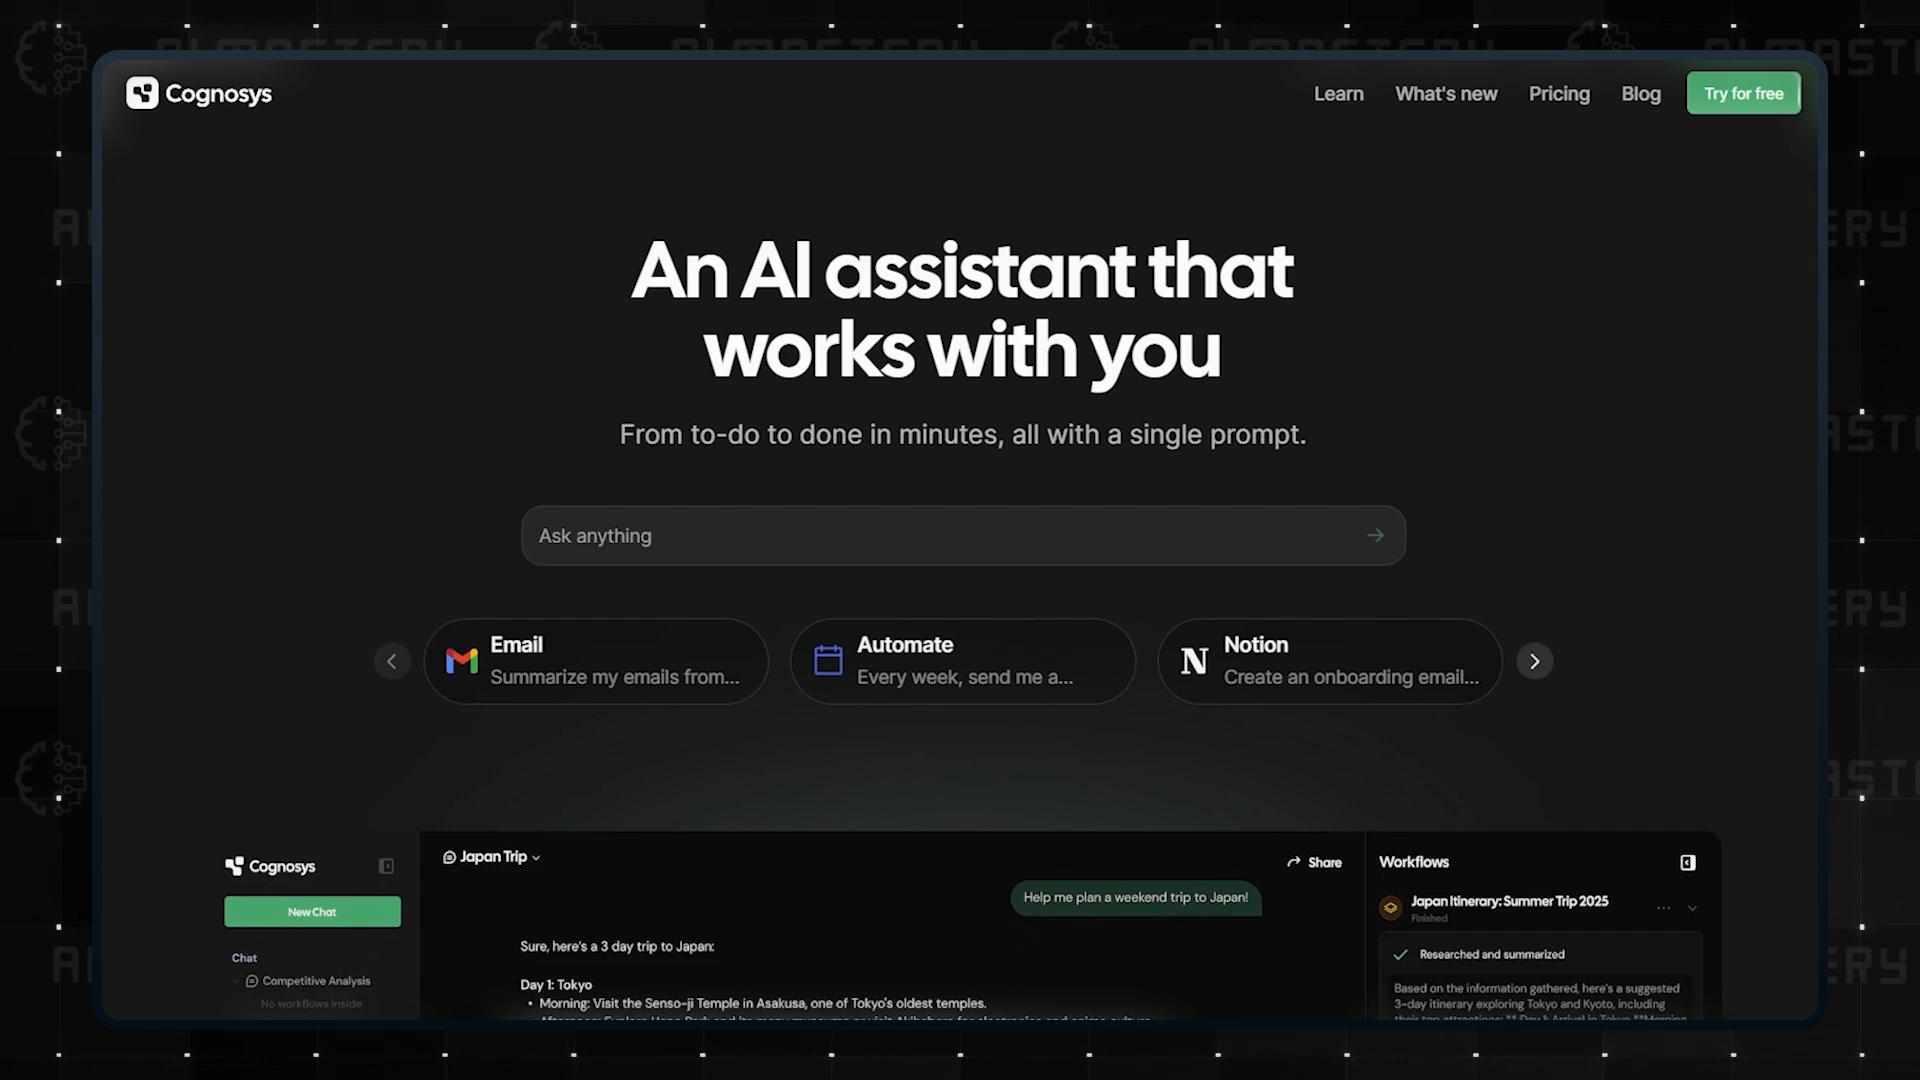 Cognosys
Learn
What's new
Pricing
Blog
Try for free
An AI assistant that
works with you
From to-do to done in minutes, all with a single prompt.
Ask anything
Email
Summarize my emails from...
Automate
Every week, send me a...
Notion
Create an onboarding email...
Cognosys
New Chat
Chat
Competitive Analysis
No workflows inside
Japan Trip
Share
Help me plan a weekend trip to Japan!
Sure, here's a 3 day trip to Japan:
Day 1: Tokyo
• Morning: Visit the Senso-ji Temple in Asakusa, one of Tokyo's oldest temples.
Workflows
Japan Itinerary: Summer Trip 2025
Finished
Researched and summarized
Based on the information gathered, here's a suggested
3-day itinerary exploring Tokyo and Kyoto, including